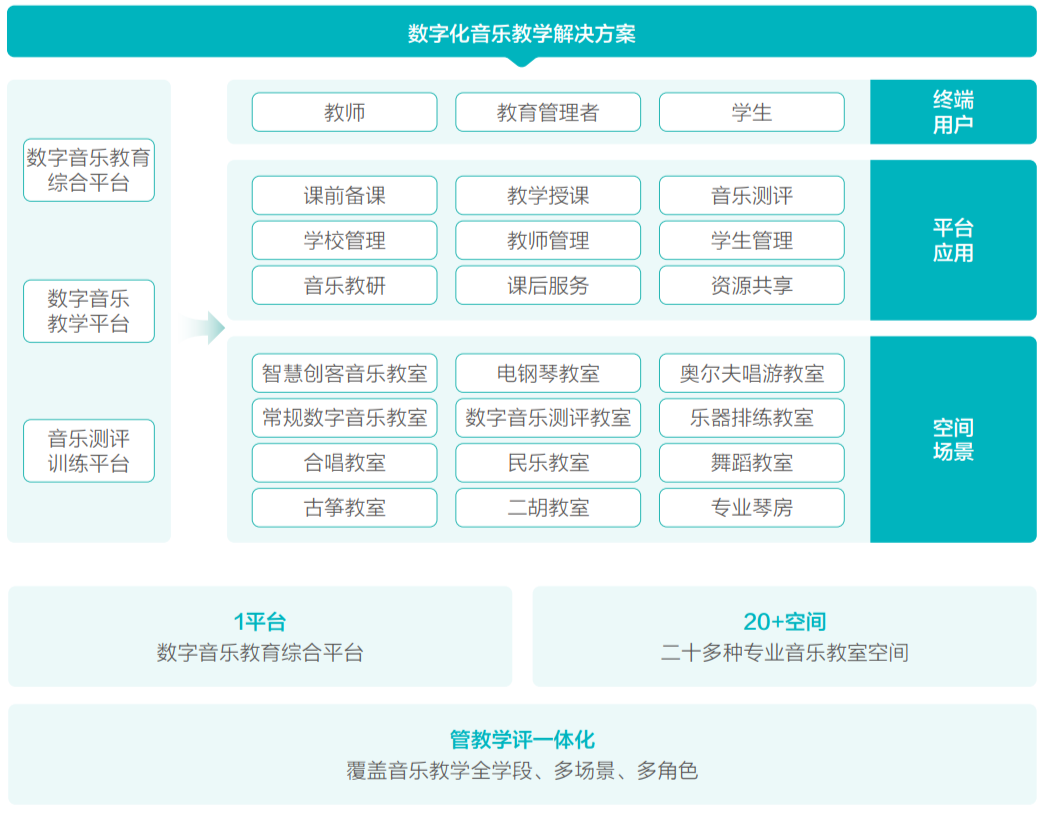 数字化音乐教学解决方案
数字音乐教育
综合平台
数字音乐
教学平台
音乐测评
训练平台
教师
教育管理者
学生
终端
用户
课前备课
教学授课
音乐测评
学校管理
教师管理
学生管理
音乐教研
课后服务
资源共享
平台
应用
智慧创客音乐教室
电钢琴教室
奥尔夫唱游教室
常规数字音乐教室
数字音乐测评教室
乐器排练教室
合唱教室
民乐教室
舞蹈教室
古筝教室
二胡教室
专业琴房
空间
场景
1平台
数字音乐教育综合平台
20+空间
二十多种专业音乐教室空间
管教学评一体化
覆盖音乐教学全学段、多场景、多角色